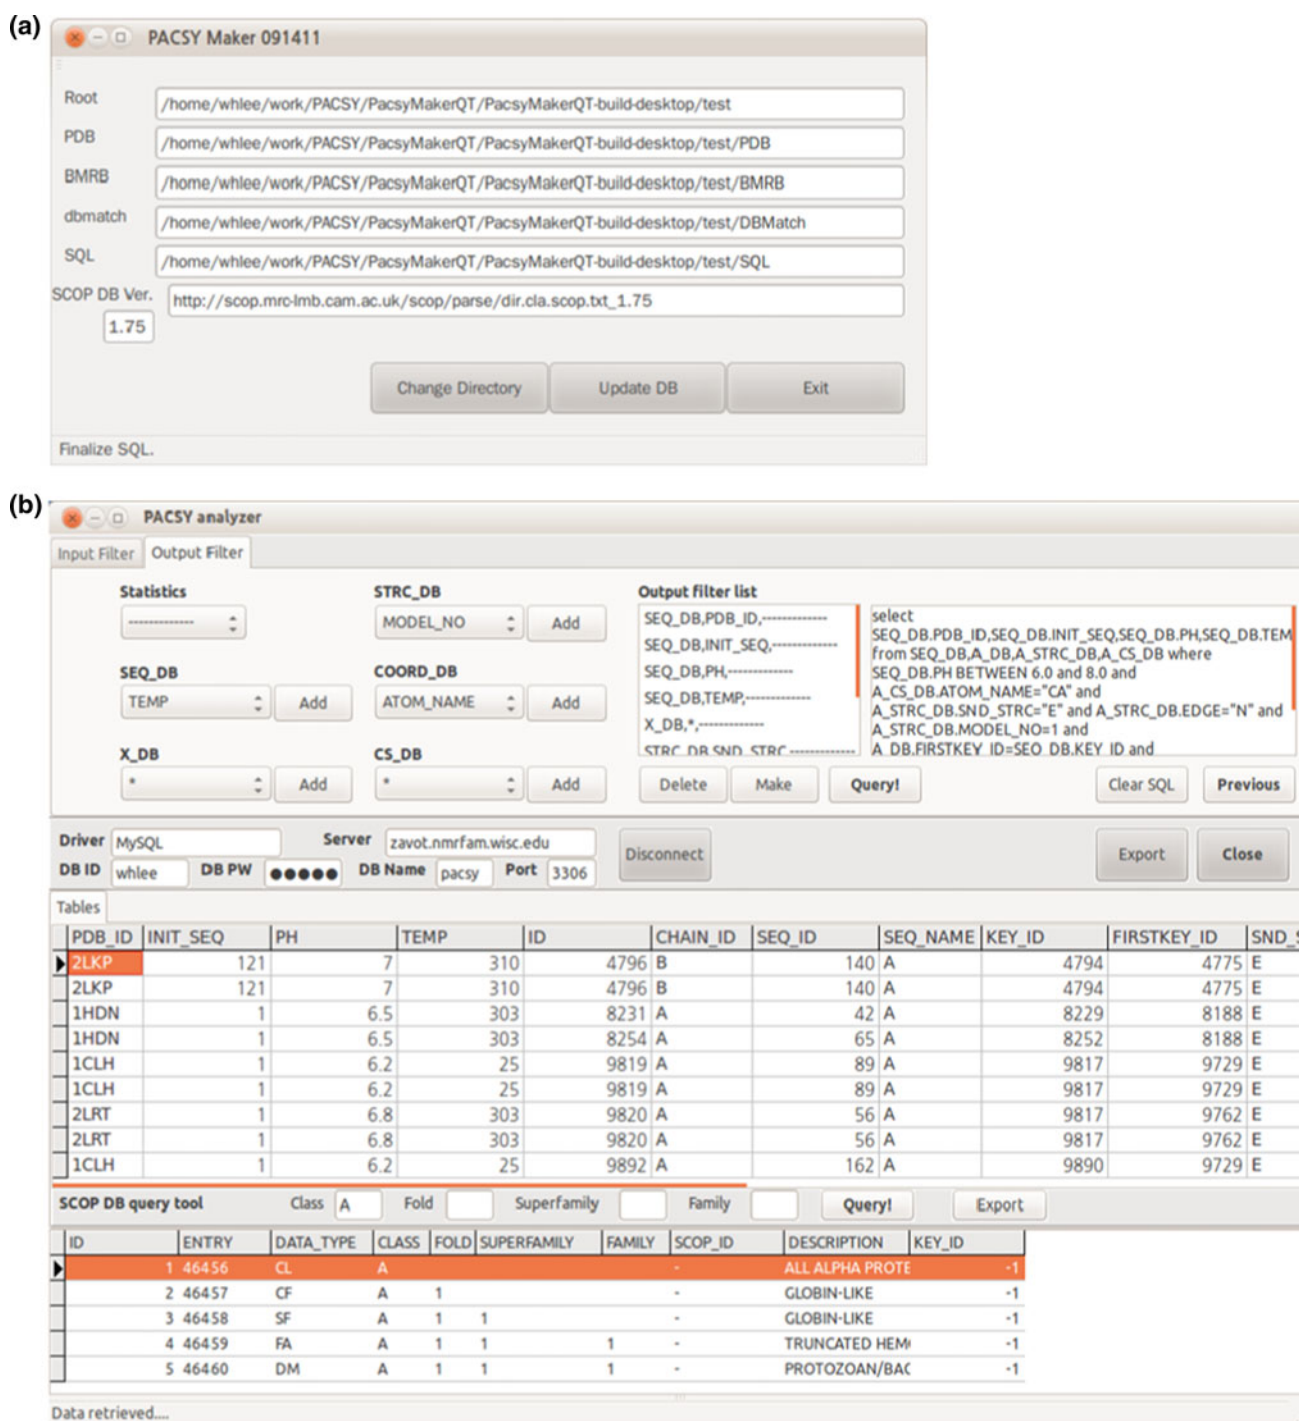 (a)
PACSY Maker 091411
Root /home/whlee/work/PACSY/PacsyMakerQT/PacsyMakerQT-build-desktop/test
PDB /home/whlee/work/PACSY/PacsyMakerQT/PacsyMakerQT-build-desktop/test/PDB
BMRB /home/whlee/work/PACSY/PacsyMakerQT/PacsyMakerQT-build-desktop/test/BMRB
dbmatch /home/whlee/work/PACSY/PacsyMakerQT/PacsyMakerQT-build-desktop/test/DBMatch
SQL /home/whlee/work/PACSY/PacsyMakerQT/PacsyMakerQT-build-desktop/test/SQL
SCOP DB Ver. http://scop.mrc-lmb.cam.ac.uk/scop/parse/dir.cla.scop.txt_1.75
1.75
Change Directory Update DB Exit
Finalize SQL.
(b)
PACSY analyzer
Input Filter Output Filter
Statistics
-------------
STRC_DB
MODEL_NO Add
SEQ_DB
TEMP Add
COORD_DB
ATOM_NAME Add
X_DB
* Add
CS_DB
* Add
Output filter list
SEQ_DB,PDB_ID,-------------
SEQ_DB,INIT_SEQ,-------------
SEQ_DB,PH,-------------
SEQ_DB,TEMP,-------------
X_DB,*,-------------
STRC_DB,SND_STRC,-------------
select
SEQ_DB.PDB_ID,SEQ_DB.INIT_SEQ,SEQ_DB.PH,SEQ_DB.TEM
from SEQ_DB,A_DB,A_STRC_DB,A_CS_DB where
SEQ_DB.PH BETWEEN 6.0 and 8.0 and
A_CS_DB.ATOM_NAME="CA" and
A_STRC_DB.SND_STRC="E" and A_STRC_DB.EDGE="N" and
A_STRC_DB.MODEL_NO=1 and
A_DB.FIRSTKEY_ID=SEQ_DB.KEY_ID and
Delete Make Query! Clear SQL Previous
Driver MySQL Server zavot.nmrfam.wisc.edu
DB ID whlee DB PW ●●●●● DB Name pacsy Port 3306
Disconnect Export Close
Tables
PDB_ID INIT_SEQ PH TEMP ID CHAIN_ID SEQ_ID SEQ_NAME KEY_ID FIRSTKEY_ID SND_S
2LKP 121 7 310 4796 B 140 A 4794 4775 E
2LKP 121 7 310 4796 B 140 A 4794 4775 E
1HDN 1 6.5 303 8231 A 42 A 8229 8188 E
1HDN 1 6.5 303 8254 A 65 A 8252 8188 E
1CLH 1 6.2 25 9819 A 89 A 9817 9729 E
1CLH 1 6.2 25 9819 A 89 A 9817 9729 E
2LRT 1 6.8 303 9820 A 56 A 9817 9762 E
2LRT 1 6.8 303 9820 A 56 A 9817 9762 E
1CLH 1 6.2 25 9892 A 162 A 9890 9729 E
SCOP DB query tool Class A Fold Superfamily Family Query! Export
ID ENTRY DATA_TYPE CLASS FOLD SUPERFAMILY FAMILY SCOP_ID DESCRIPTION KEY_ID
1 46456 CL A - ALL ALPHA PROTE -1
2 46457 CF A 1 - GLOBIN-LIKE -1
3 46458 SF A 1 1 - GLOBIN-LIKE -1
4 46459 FA A 1 1 1 - TRUNCATED HEM -1
5 46460 DM A 1 1 1 - PROTOZOAN/BAC -1
Data retrieved....